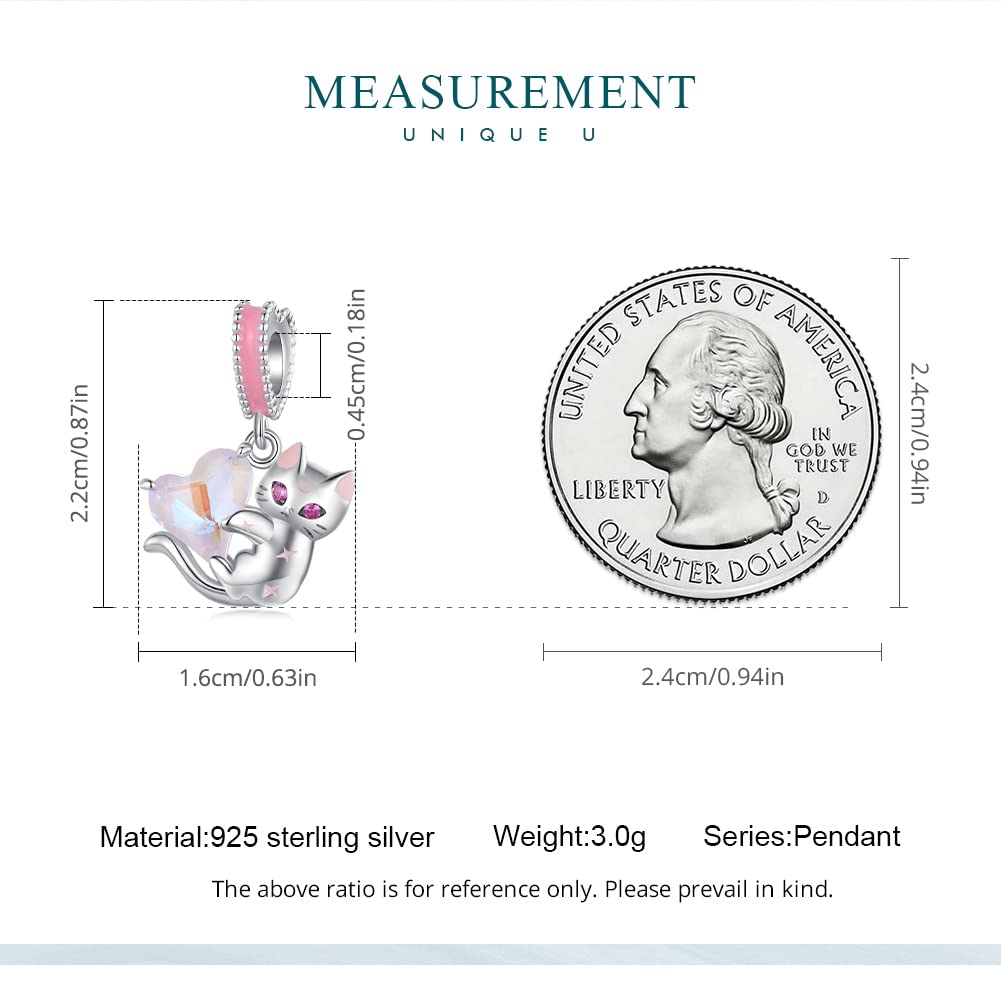 MEASUREMENT
UNIQUE U
2.2cm/0.87in
0.45cm/0.18in
1.6cm/0.63in
UNITED STATES OF AMERICA
IN
GOD WE
TRUST
LIBERTY
D
QUARTER DOLLAR
2.4cm/0.94in
2.4cm/0.94in
Material:925 sterling silver Weight:3.0g Series:Pendant
The above ratio is for reference only. Please prevail in kind.